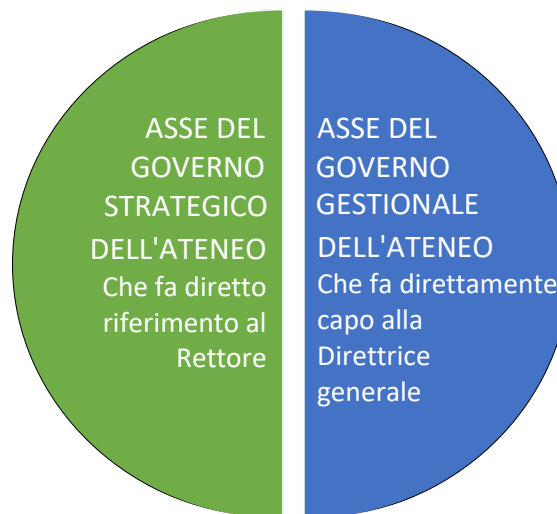 ASSE DEL
GOVERNO
STRATEGICO
DELL'ATENEO
Che fa diretto
riferimento al
Rettore
ASSE DEL
GOVERNO
GESTIONALE
DELL'ATENEO
Che fa direttamente
capo alla
Direttrice
generale